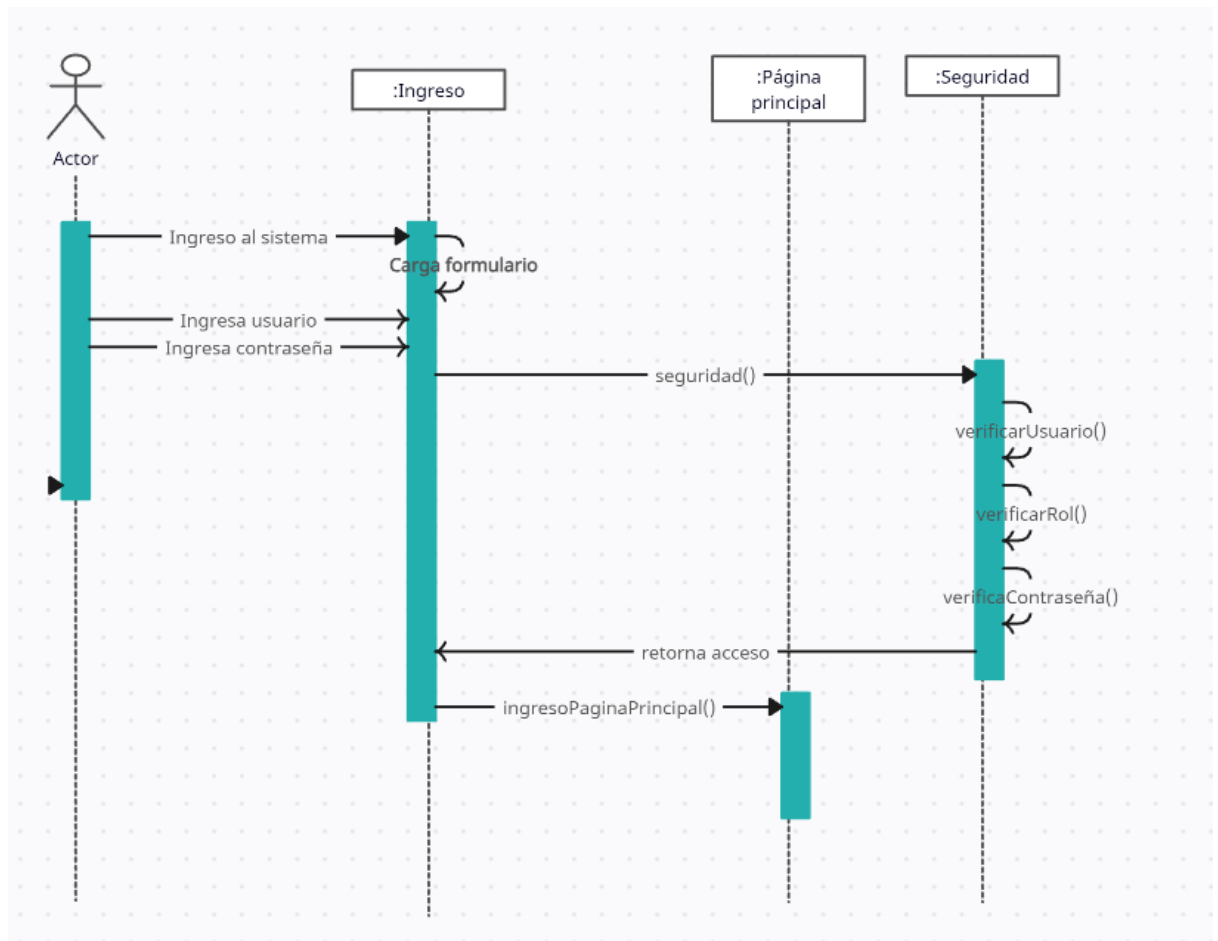 :Ingreso
:Página
principal
:Seguridad
Actor
Ingreso al sistema
Carga formulario
Ingresa usuario
Ingresa contraseña
seguridad()
verificarUsuario()
verificarRol()
verificaContraseña()
retorna acceso
ingresoPaginaPrincipal()